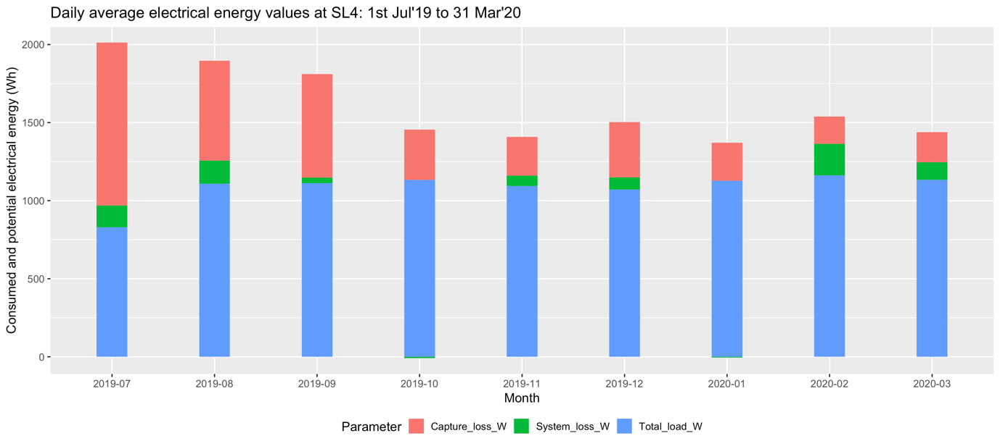 Daily average electrical energy values at SL4: 1st Jul'19 to 31 Mar'20
Consumed and potential electrical energy (Wh)
2000
1500
1000
500
0
2019-07 2019-08 2019-09 2019-10 2019-11 2019-12 2020-01 2020-02 2020-03
Month
Parameter Capture_loss_W System_loss_W Total_load_W